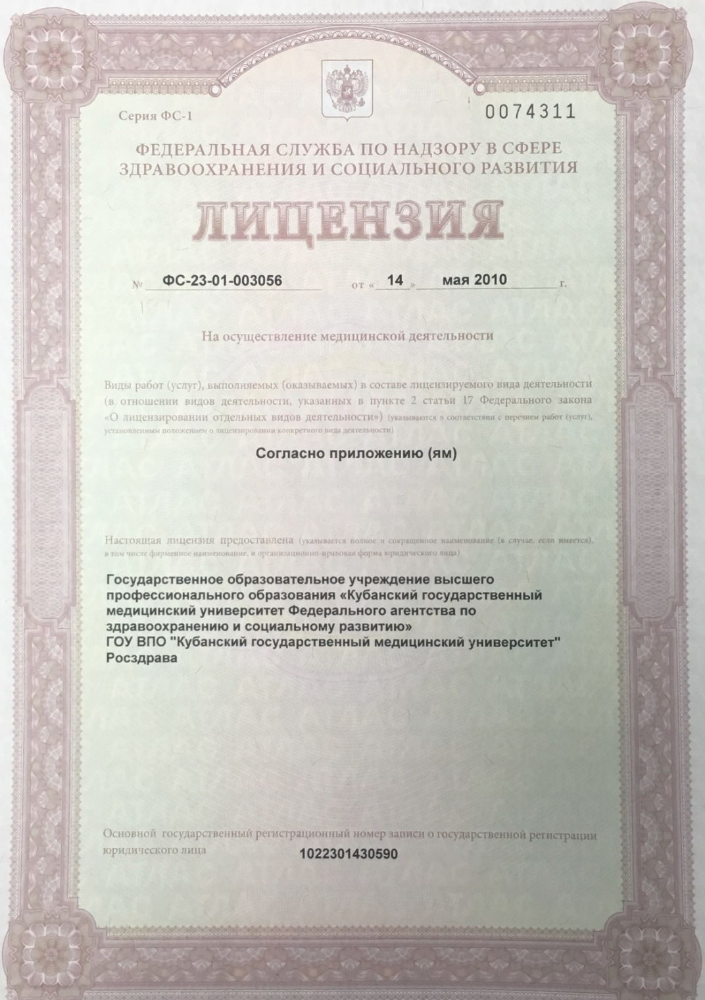 Серия ФС-1
0074311
ФЕДЕРАЛЬНАЯ СЛУЖБА ПО НАДЗОРУ В СФЕРЕ
ЗДРАВООХРАНЕНИЯ И СОЦИАЛЬНОГО РАЗВИТИЯ
ЛИЦЕНЗИЯ
№ ФС-23-01-003056 от « 14 » мая 2010 г.
На осуществление медицинской деятельности
Виды работ (услуг), выполняемых (оказываемых) в составе лицензируемого вида деятельности
(в отношении видов деятельности, указанных в пункте 2 статьи 17 Федерального закона
«О лицензировании отдельных видов деятельности») (указываются в соответствии с перечнем работ (услуг),
установленным положением о лицензировании конкретного вида деятельности)
Согласно приложению (ям)
Настоящая лицензия предоставлена (указывается полное и сокращенное наименование (в случае, если имеется),
в том числе фирменное наименование, и организационно-правовая форма юридического лица)
Государственное образовательное учреждение высшего
профессионального образования «Кубанский государственный
медицинский университет Федерального агентства по
здравоохранению и социальному развитию»
ГОУ ВПО "Кубанский государственный медицинский университет"
Росздрава
Основной государственный регистрационный номер записи о государственной регистрации
юридического лица 1022301430590